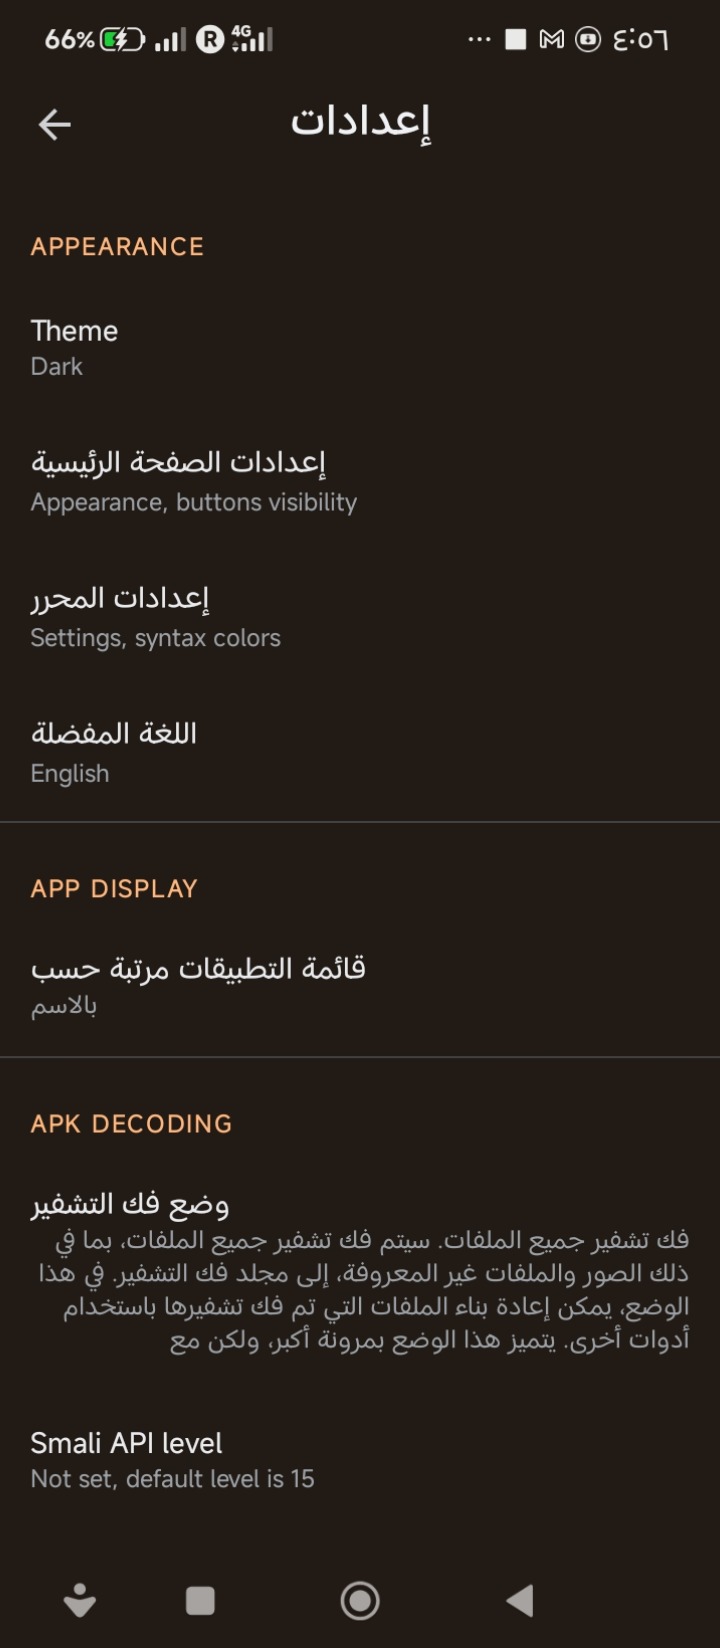 66%
R
4G
٤:٥٦
إعدادات
APPEARANCE
Theme
Dark
إعدادات الصفحة الرئيسية
Appearance, buttons visibility
إعدادات المحرر
Settings, syntax colors
اللغة المفضلة
English
APP DISPLAY
قائمة التطبيقات مرتبة حسب
بالاسم
APK DECODING
وضع فك التشفير
فك تشفير جميع الملفات. سيتم فك تشفير جميع الملفات، بما في
ذلك الصور والملفات غير المعروفة، إلى مجلد فك التشفير. في هذا
الوضع، يمكن إعادة بناء الملفات التي تم فك تشفيرها باستخدام
أدوات أخرى. يتميز هذا الوضع بمرونة أكبر، ولكن مع
Smali API level
Not set, default level is 15